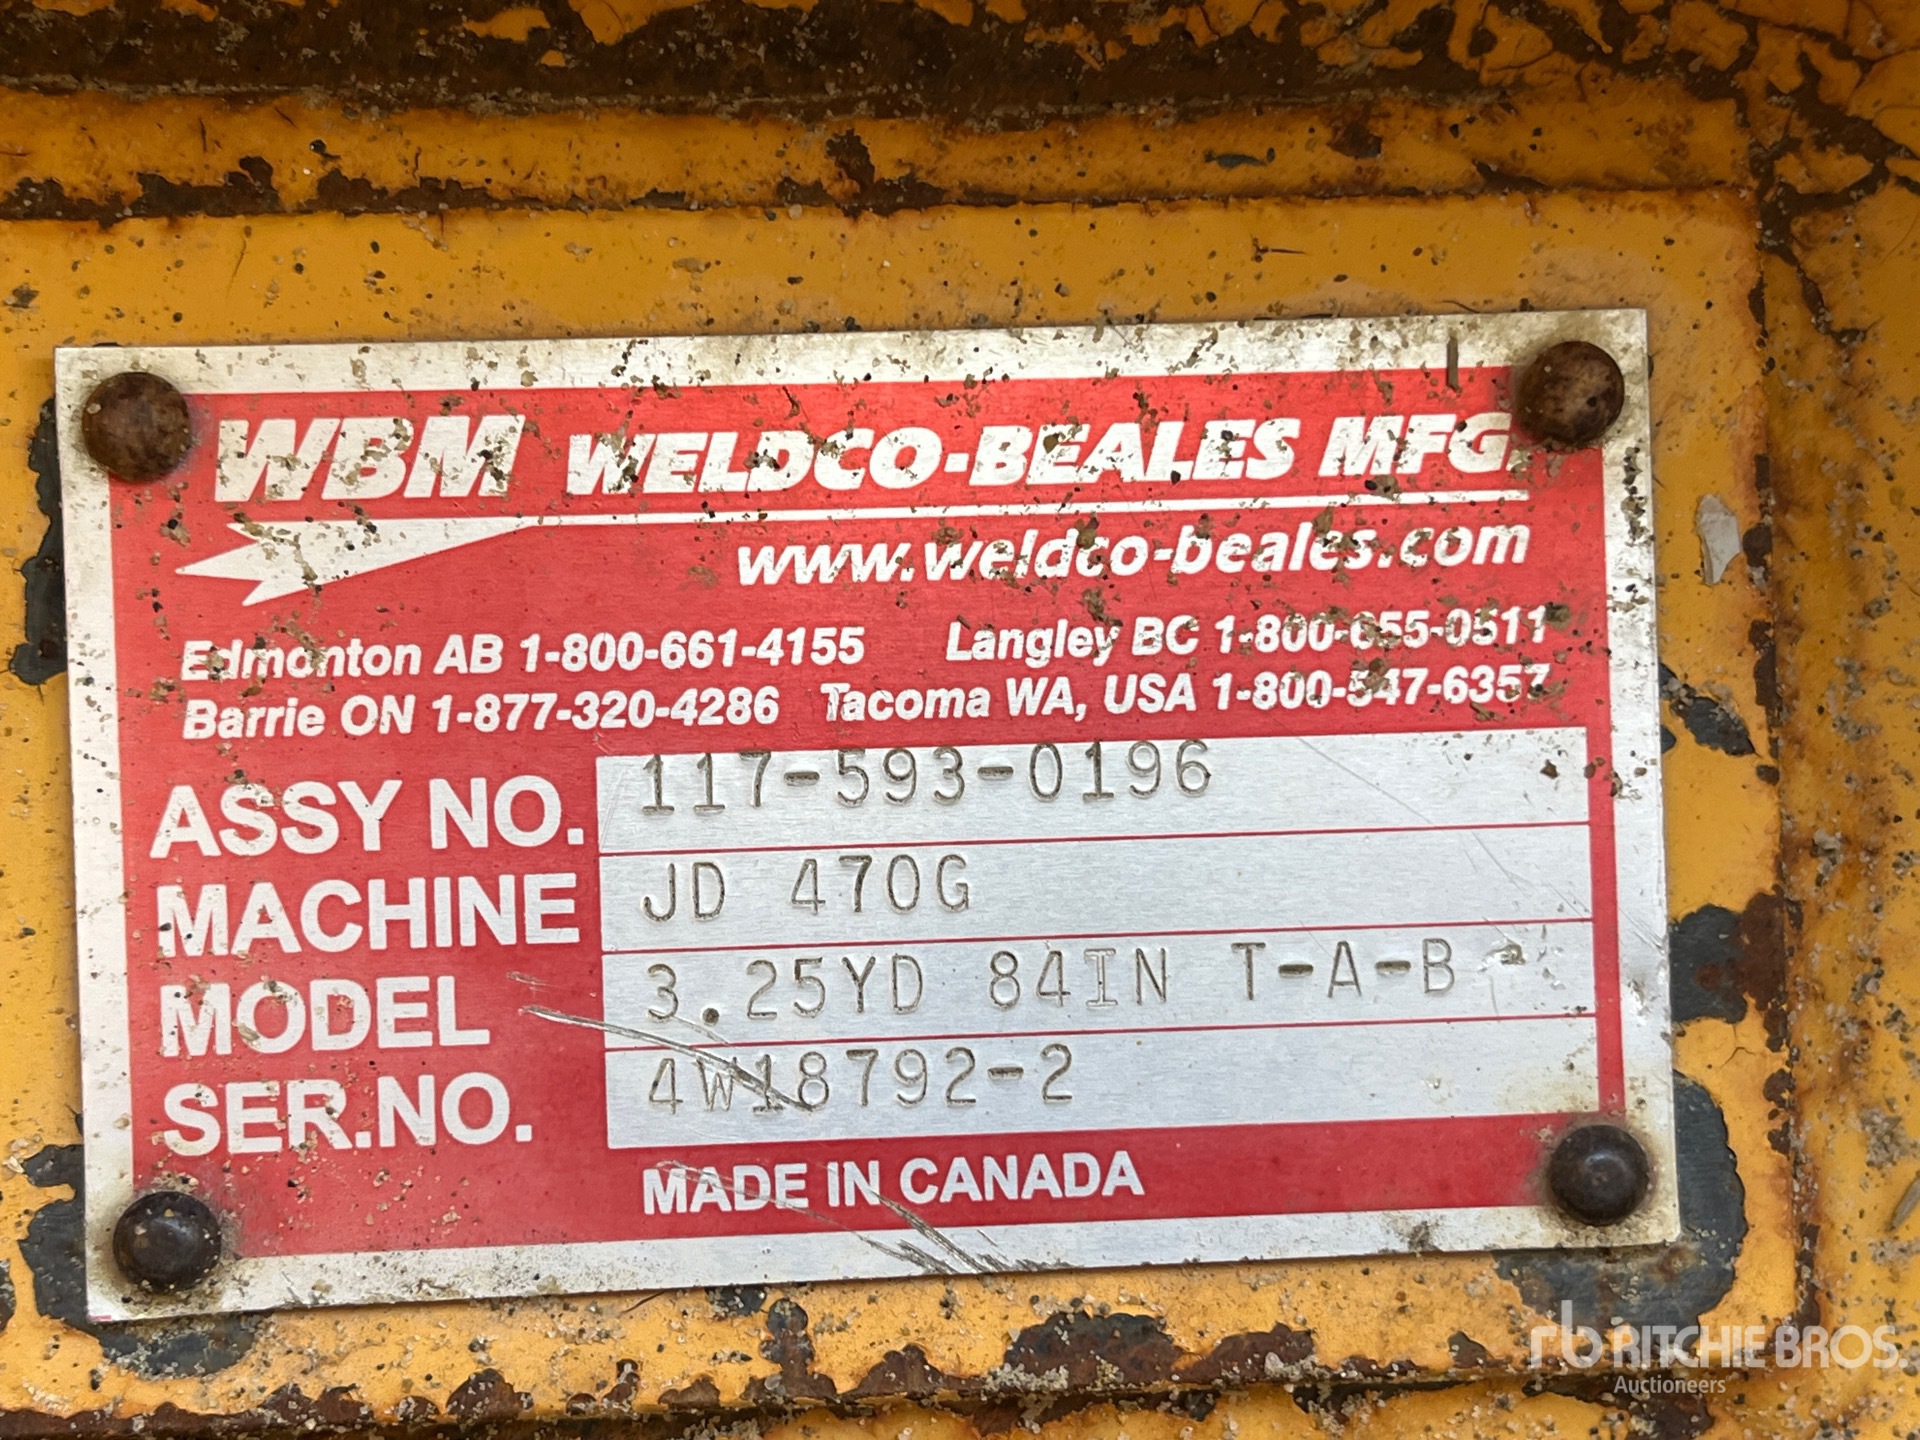 WBM WELDCO-BEALES MFG.
www.weldco-beales.com
Edmonton AB 1-800-661-4155 Langley BC 1-800-655-0511
Barrie ON 1-877-320-4286 Tacoma WA, USA 1-800-547-6357
ASSY NO. 117-593-0196
MACHINE JD 470G
MODEL 3.25YD 84IN T-A-B
SER.NO. 4W18792-2
MADE IN CANADA
rb RITCHIE BROS.
Auctioneers